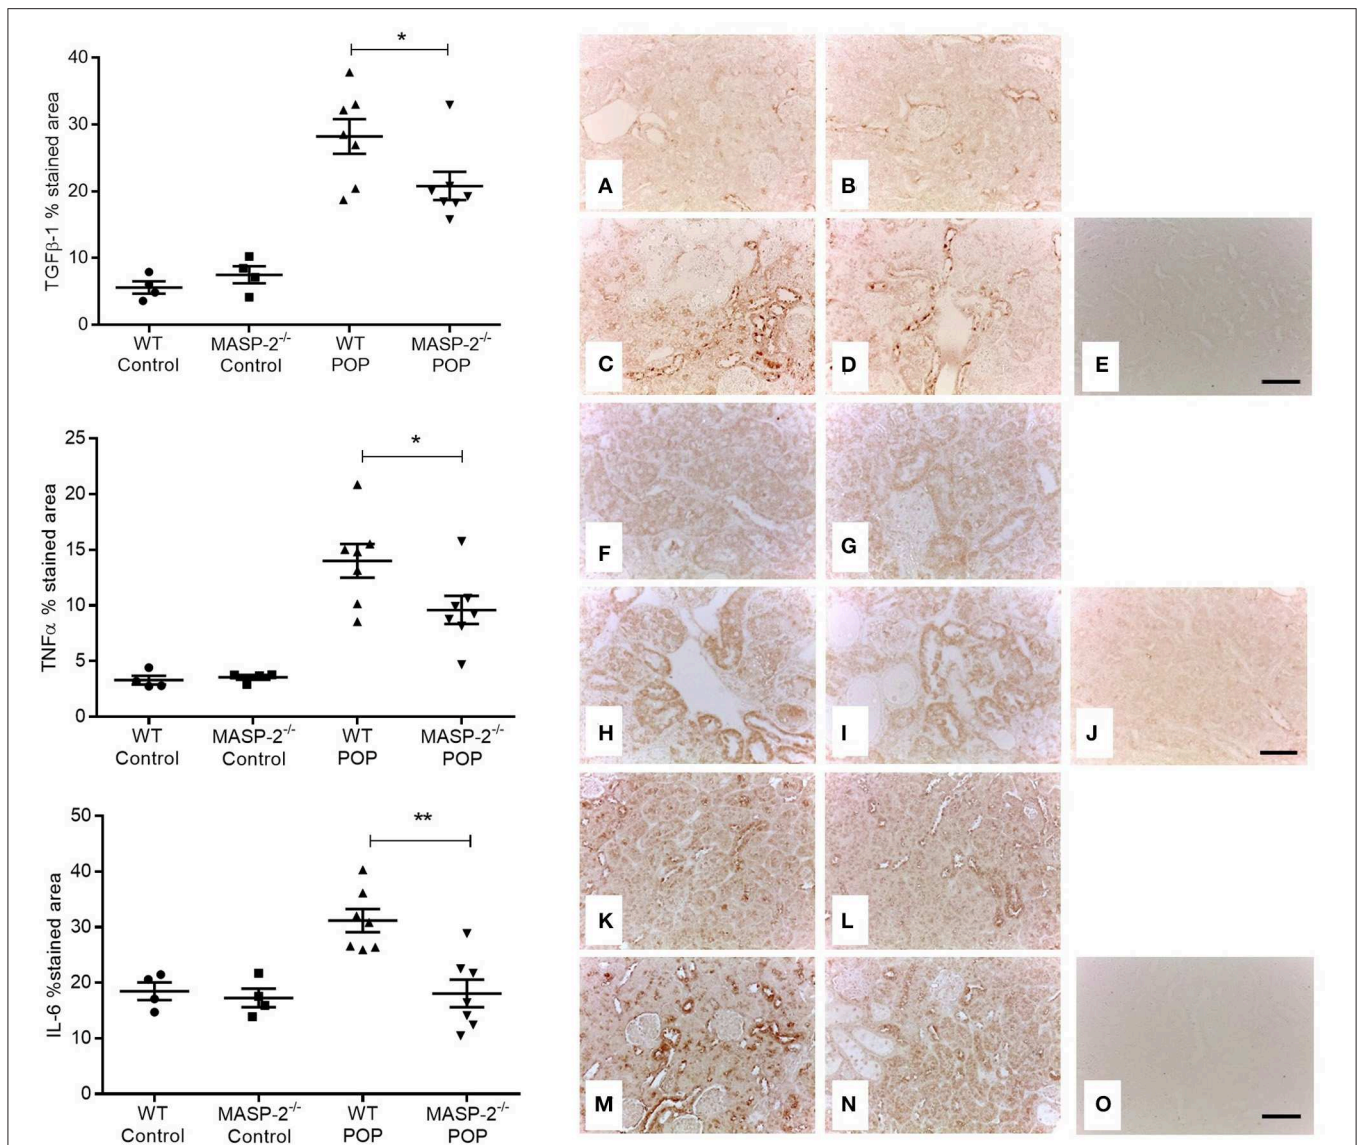 *
40
30
20
10
0
TGFβ-1 % stained area
WT
Control
MASP-2-/-
Control
WT
POP
MASP-2-/-
POP
A
B
C
D
E
*
25
20
15
10
5
0
TNFα % stained area
WT
Control
MASP-2-/-
Control
WT
POP
MASP-2-/-
POP
F
G
H
I
J
**
50
40
30
20
10
0
IL-6 %stained area
WT
Control
MASP-2-/-
Control
WT
POP
MASP-2-/-
POP
K
L
M
N
O